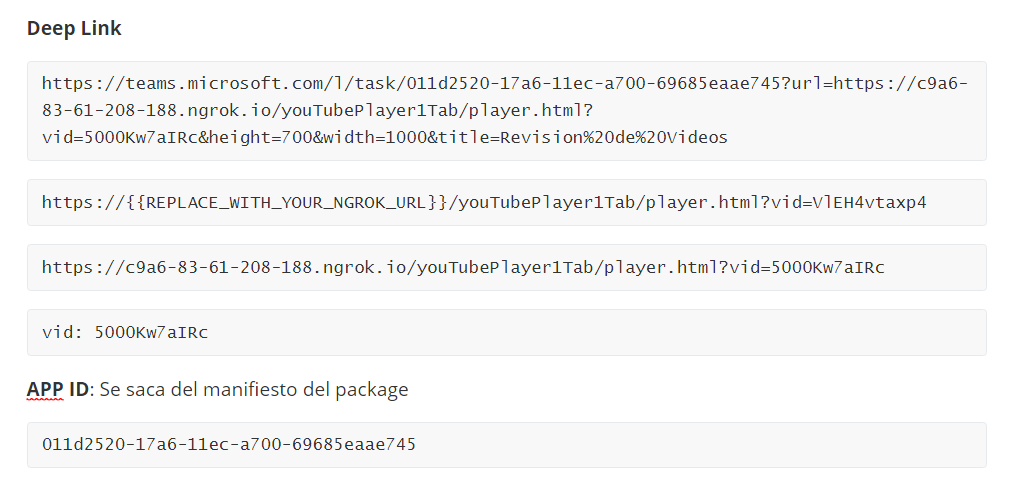 Deep Link
https://teams.microsoft.com/l/task/011d2520-17a6-11ec-a700-69685eaae745?url=https://c9a6-
83-61-208-188.ngrok.io/youTubePlayer1Tab/player.html?
vid=5000Kw7aIRc&height=700&width=1000&title=Revision%20de%20Videos
https://{{REPLACE_WITH_YOUR_NGROK_URL}}/youTubePlayer1Tab/player.html?vid=VlEH4vtaxp4
https://c9a6-83-61-208-188.ngrok.io/youTubePlayer1Tab/player.html?vid=5000Kw7aIRc
vid: 5000Kw7aIRc
APP ID: Se saca del manifiesto del package
011d2520-17a6-11ec-a700-69685eaae745